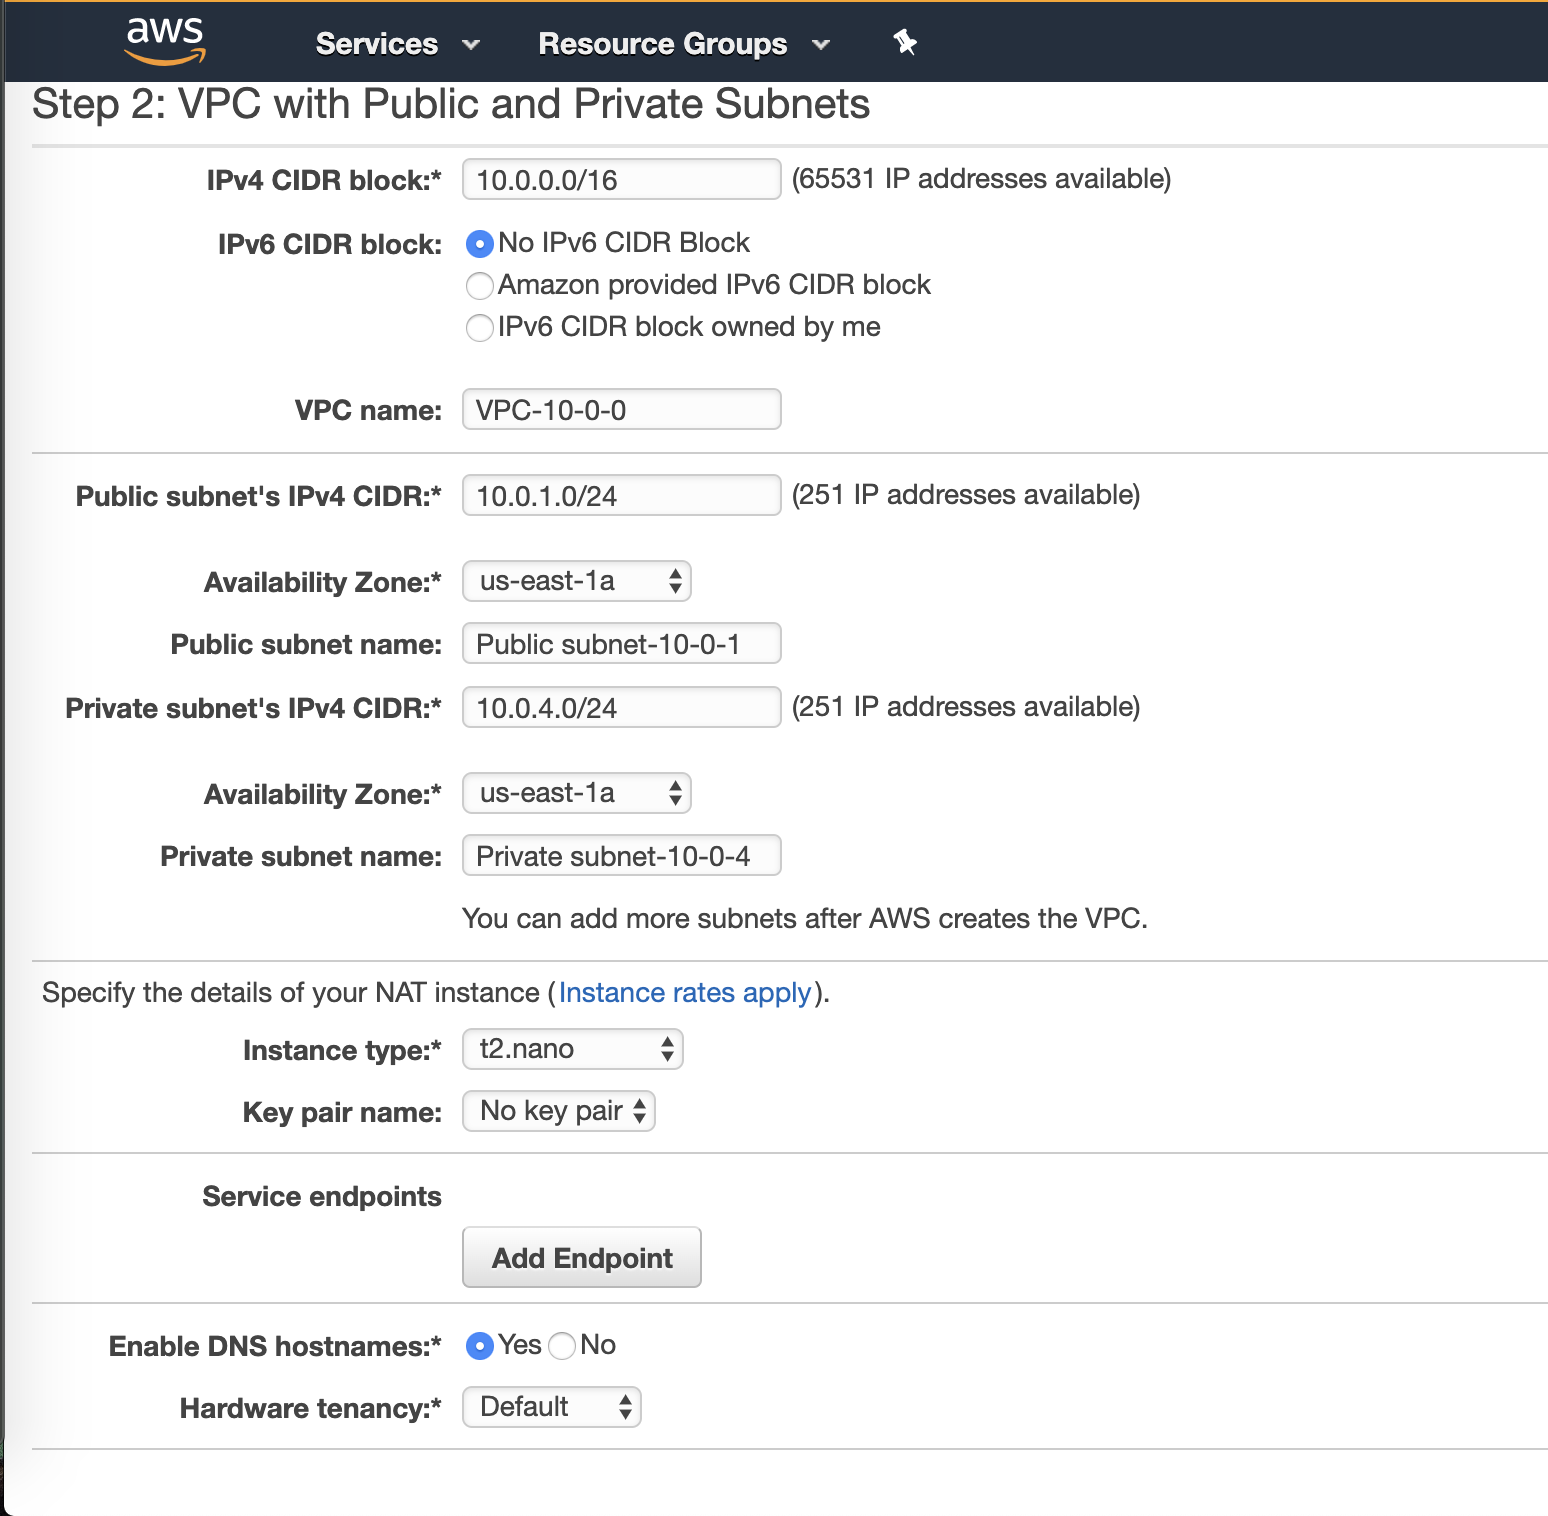 aws Services Resource Groups
Step 2: VPC with Public and Private Subnets
IPv4 CIDR block:* 10.0.0.0/16 (65531 IP addresses available)
IPv6 CIDR block: No IPv6 CIDR Block
Amazon provided IPv6 CIDR block
IPv6 CIDR block owned by me
VPC name: VPC-10-0-0
Public subnet's IPv4 CIDR:* 10.0.1.0/24 (251 IP addresses available)
Availability Zone:* us-east-1a
Public subnet name: Public subnet-10-0-1
Private subnet's IPv4 CIDR:* 10.0.4.0/24 (251 IP addresses available)
Availability Zone:* us-east-1a
Private subnet name: Private subnet-10-0-4
You can add more subnets after AWS creates the VPC.
Specify the details of your NAT instance (Instance rates apply).
Instance type:* t2.nano
Key pair name: No key pair
Service endpoints
Add Endpoint
Enable DNS hostnames:* Yes No
Hardware tenancy:* Default